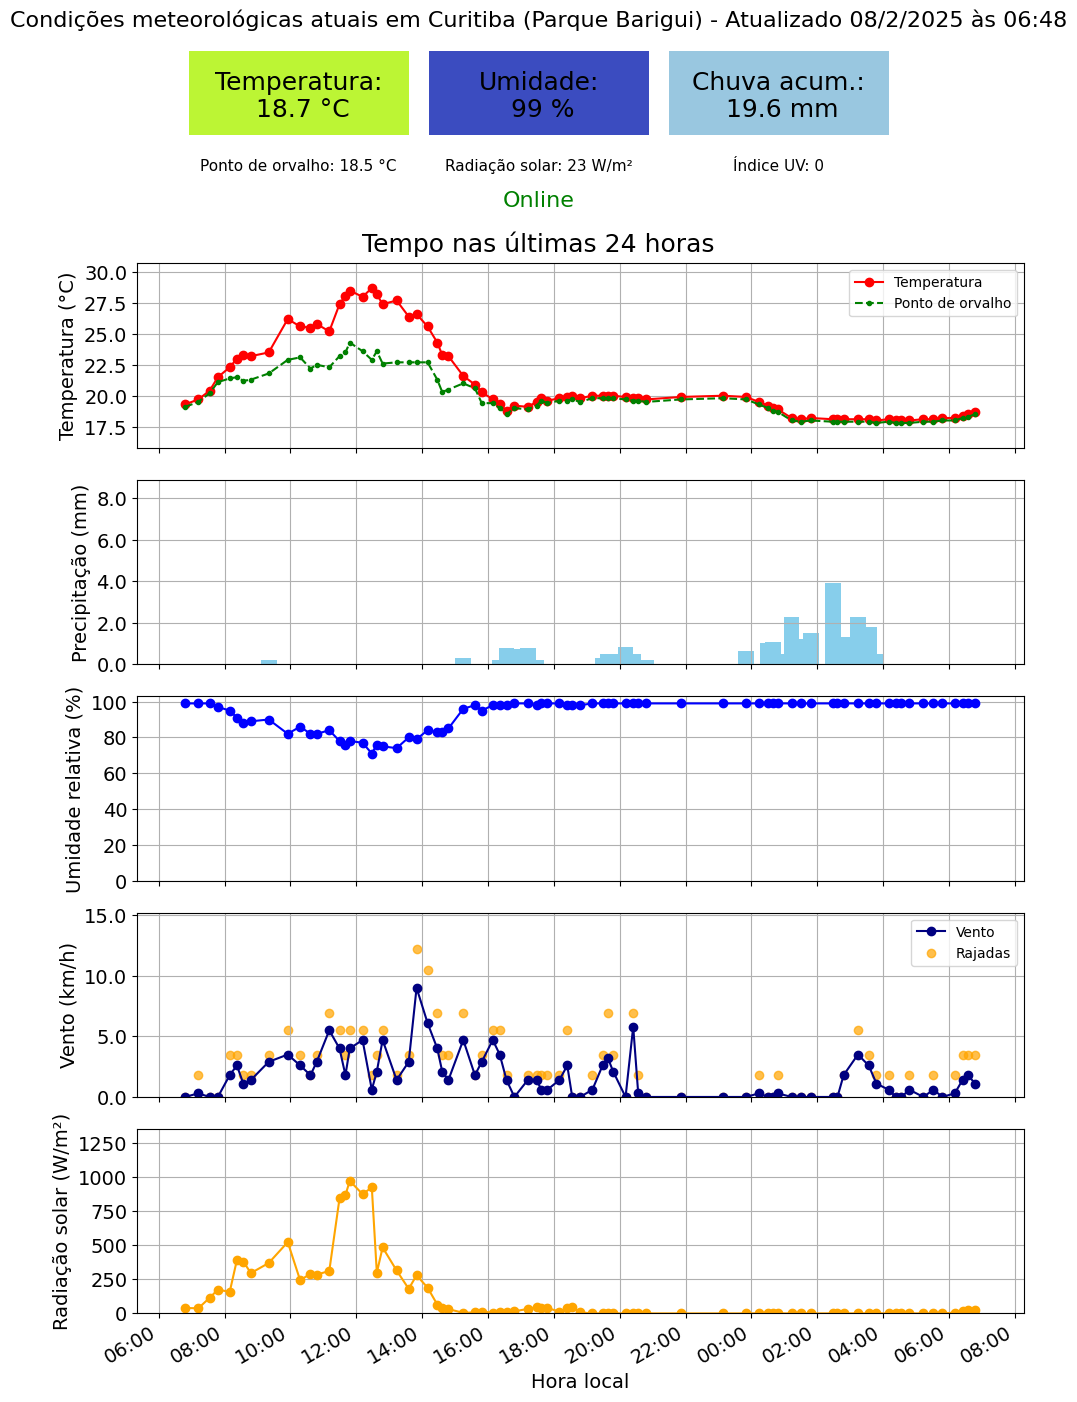 Condições meteorológicas atuais em Curitiba (Parque Barigui) - Atualizado 08/2/2025 às 06:48
Temperatura:
18.7 °C
Umidade:
99 %
Chuva acum.:
19.6 mm
Ponto de orvalho: 18.5 °C
Radiação solar: 23 W/m²
Índice UV: 0
Online
Tempo nas últimas 24 horas
Temperatura (°C)
30.0
27.5
25.0
22.5
20.0
17.5
Temperatura
Ponto de orvalho
Precipitação (mm)
8.0
6.0
4.0
2.0
0.0
Umidade relativa (%)
100
80
60
40
20
0
Vento (km/h)
15.0
10.0
5.0
0.0
Vento
Rajadas
Radiação solar (W/m²)
1250
1000
750
500
250
0
06:00
08:00
10:00
12:00
14:00
16:00
18:00
20:00
22:00
00:00
02:00
04:00
06:00
08:00
Hora local